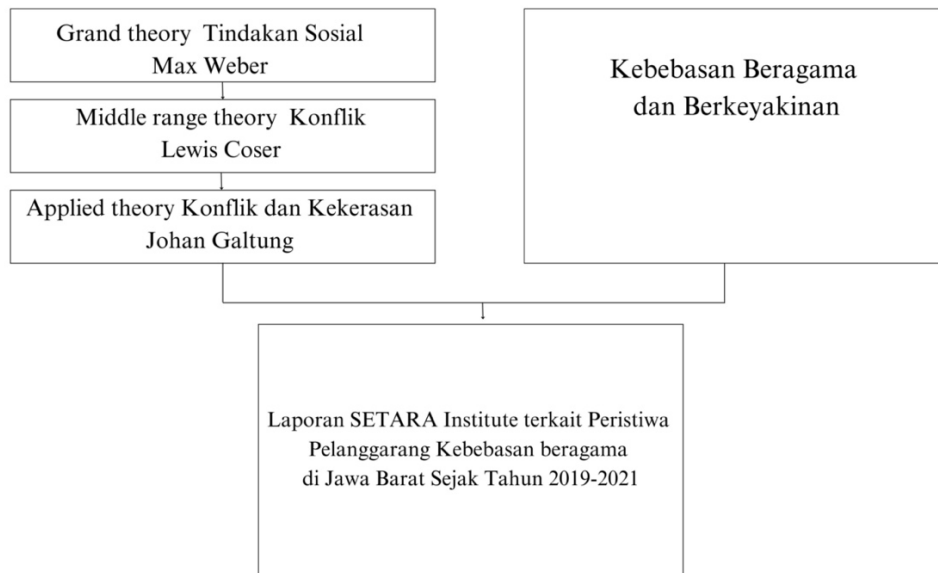 Grand theory Tindakan Sosial
Max Weber
Middle range theory Konflik
Lewis Coser
Applied theory Konflik dan Kekerasan
Johan Galtung
Kebebasan Beragama
dan Berkeyakinan
Laporan SETARA Institute terkait Peristiwa
Pelanggarang Kebebasan beragama
di Jawa Barat Sejak Tahun 2019-2021